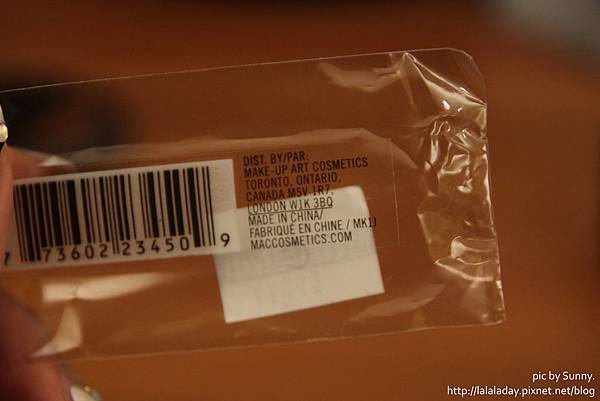 DIST. BY/PAR:
MAKE-UP ART COSMETICS
TORONTO, ONTARIO,
CANADA M5V 1R7,
LONDON W1K 3BQ
MADE IN CHINA/
FABRIQUÉ EN CHINE / MK1J
MACCOSMETICS.COM
7 73602 23450 9
pic by Sunny.
http://lalaladay.pixnet.net/blog